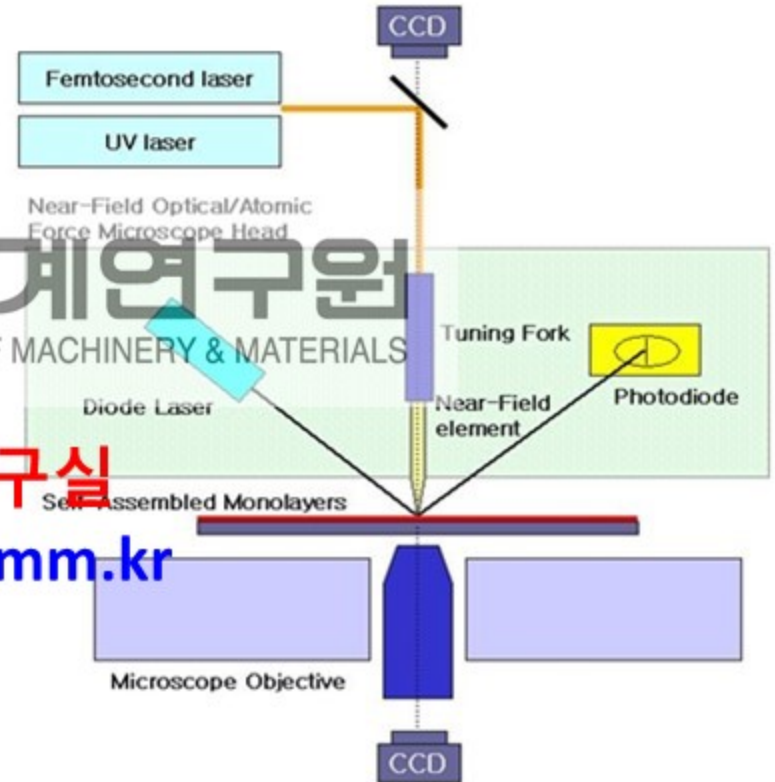 CCD
Femtosecond laser
UV laser
Near-Field Optical/Atomic
Force Microscope Head
계연구원
MACHINERY & MATERIALS
Tuning Fork
Photodiode
Diode Laser
Near-Field
element
구실
Self-Assembled Monolayers
mm.kr
Microscope Objective
CCD